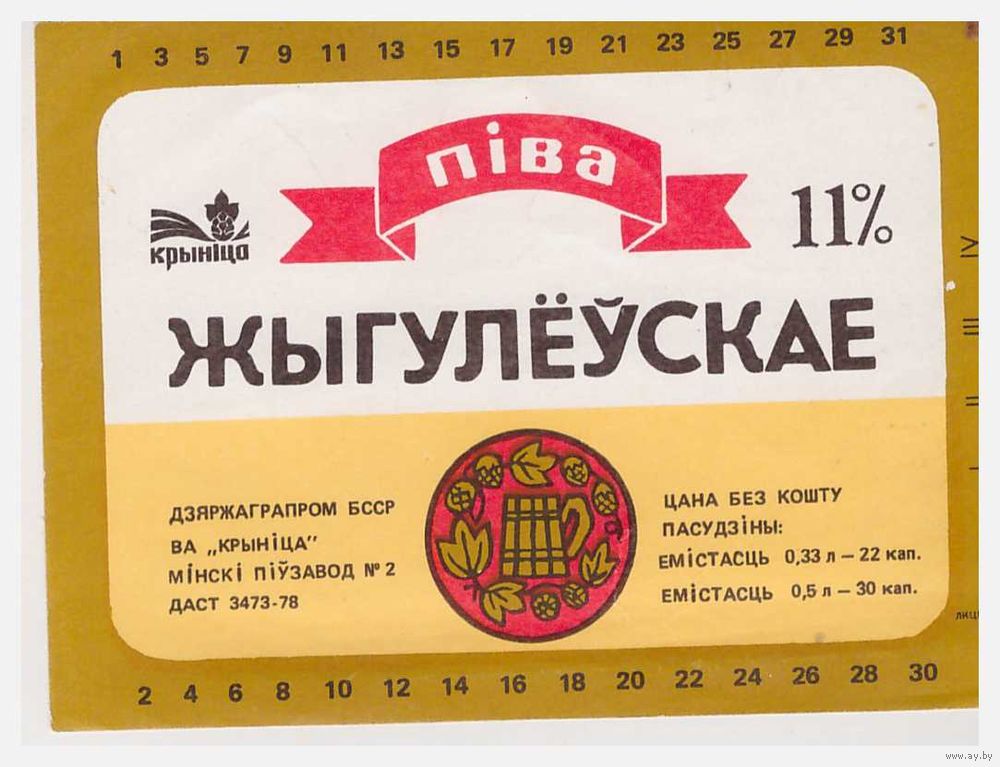 1 3 5 7 9 11 13 15 17 19 21 23 25 27 29 31
піва
крыніца
11%
ЖЫГУЛЁЎСКАЕ
ДЗЯРЖАГРАПРОМ БССР
ВА „КРЫНІЦА”
МІНСКІ ПІЎЗАВОД № 2
ДАСТ 3473-78
ЦАНА БЕЗ КОШТУ
ПАСУДЗІНЫ:
ЕМІСТАСЦЬ 0,33 л — 22 кап.
ЕМІСТАСЦЬ 0,5 л — 30 кап.
IV
III
II
I
2 4 6 8 10 12 14 16 18 20 22 24 26 28 30
www.ay.by